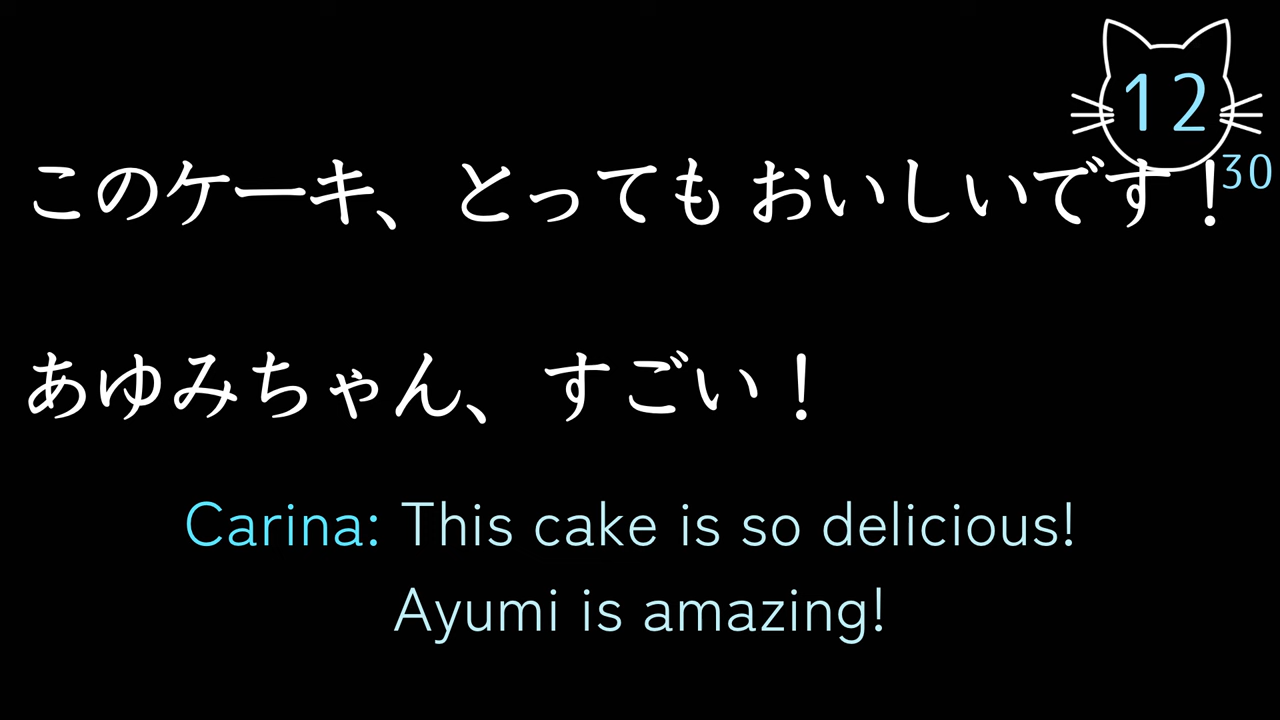 12
30
このケーキ、とっても おいしいです！
あゆみちゃん、すごい！
Carina: This cake is so delicious!
Ayumi is amazing!